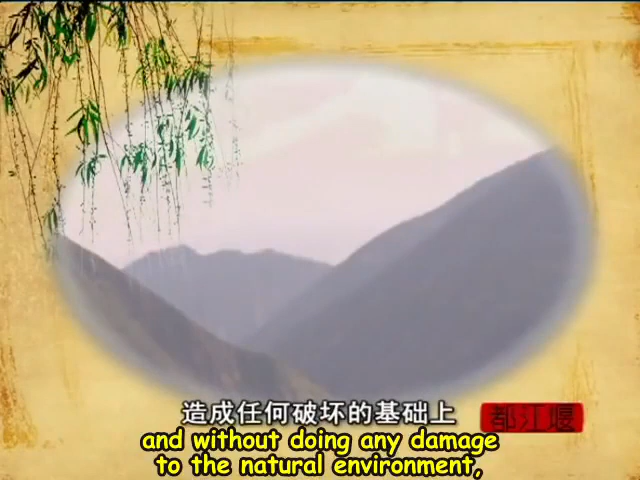 造成任何破坏的基础上
都江堰
and without doing any damage
to the natural environment,